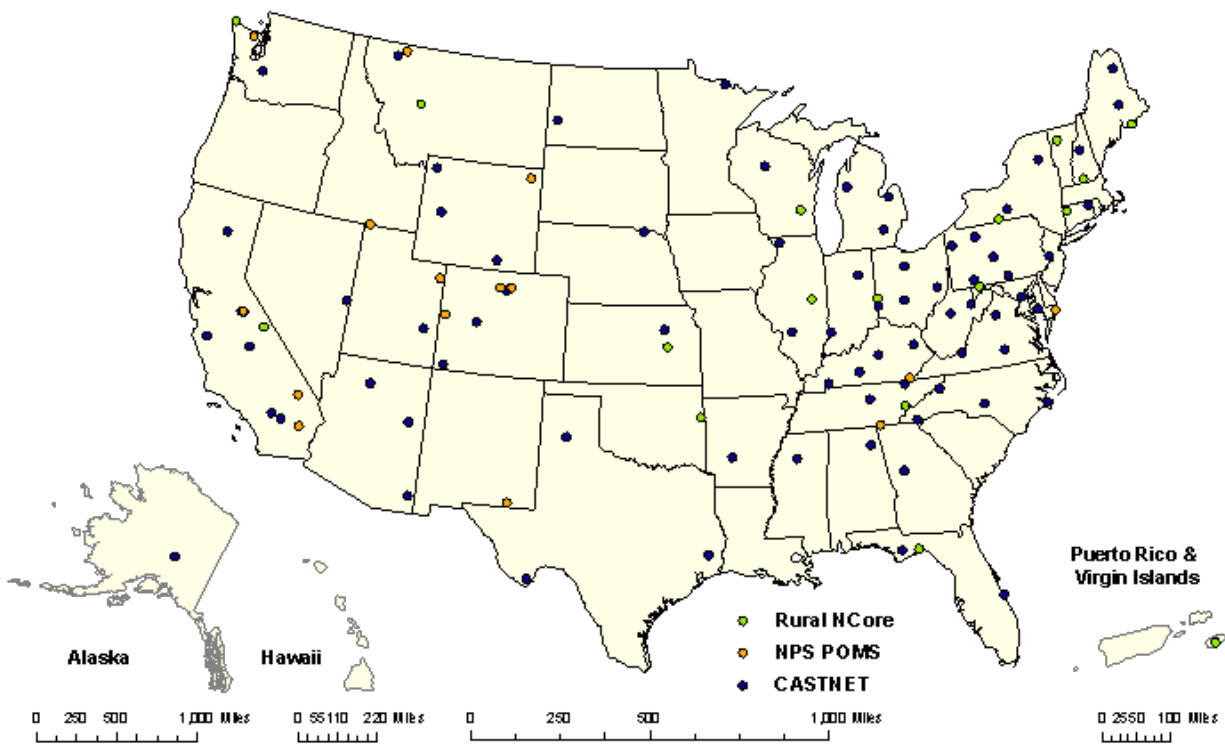 Puerto Rico &
Virgin Islands
Rural NCore
NPS POMS
CASTNET
Alaska
Hawaii
0 250 500 1,000 Miles
0 55110 220 Miles
0 500 1,000 Miles
0 2550 100 Miles